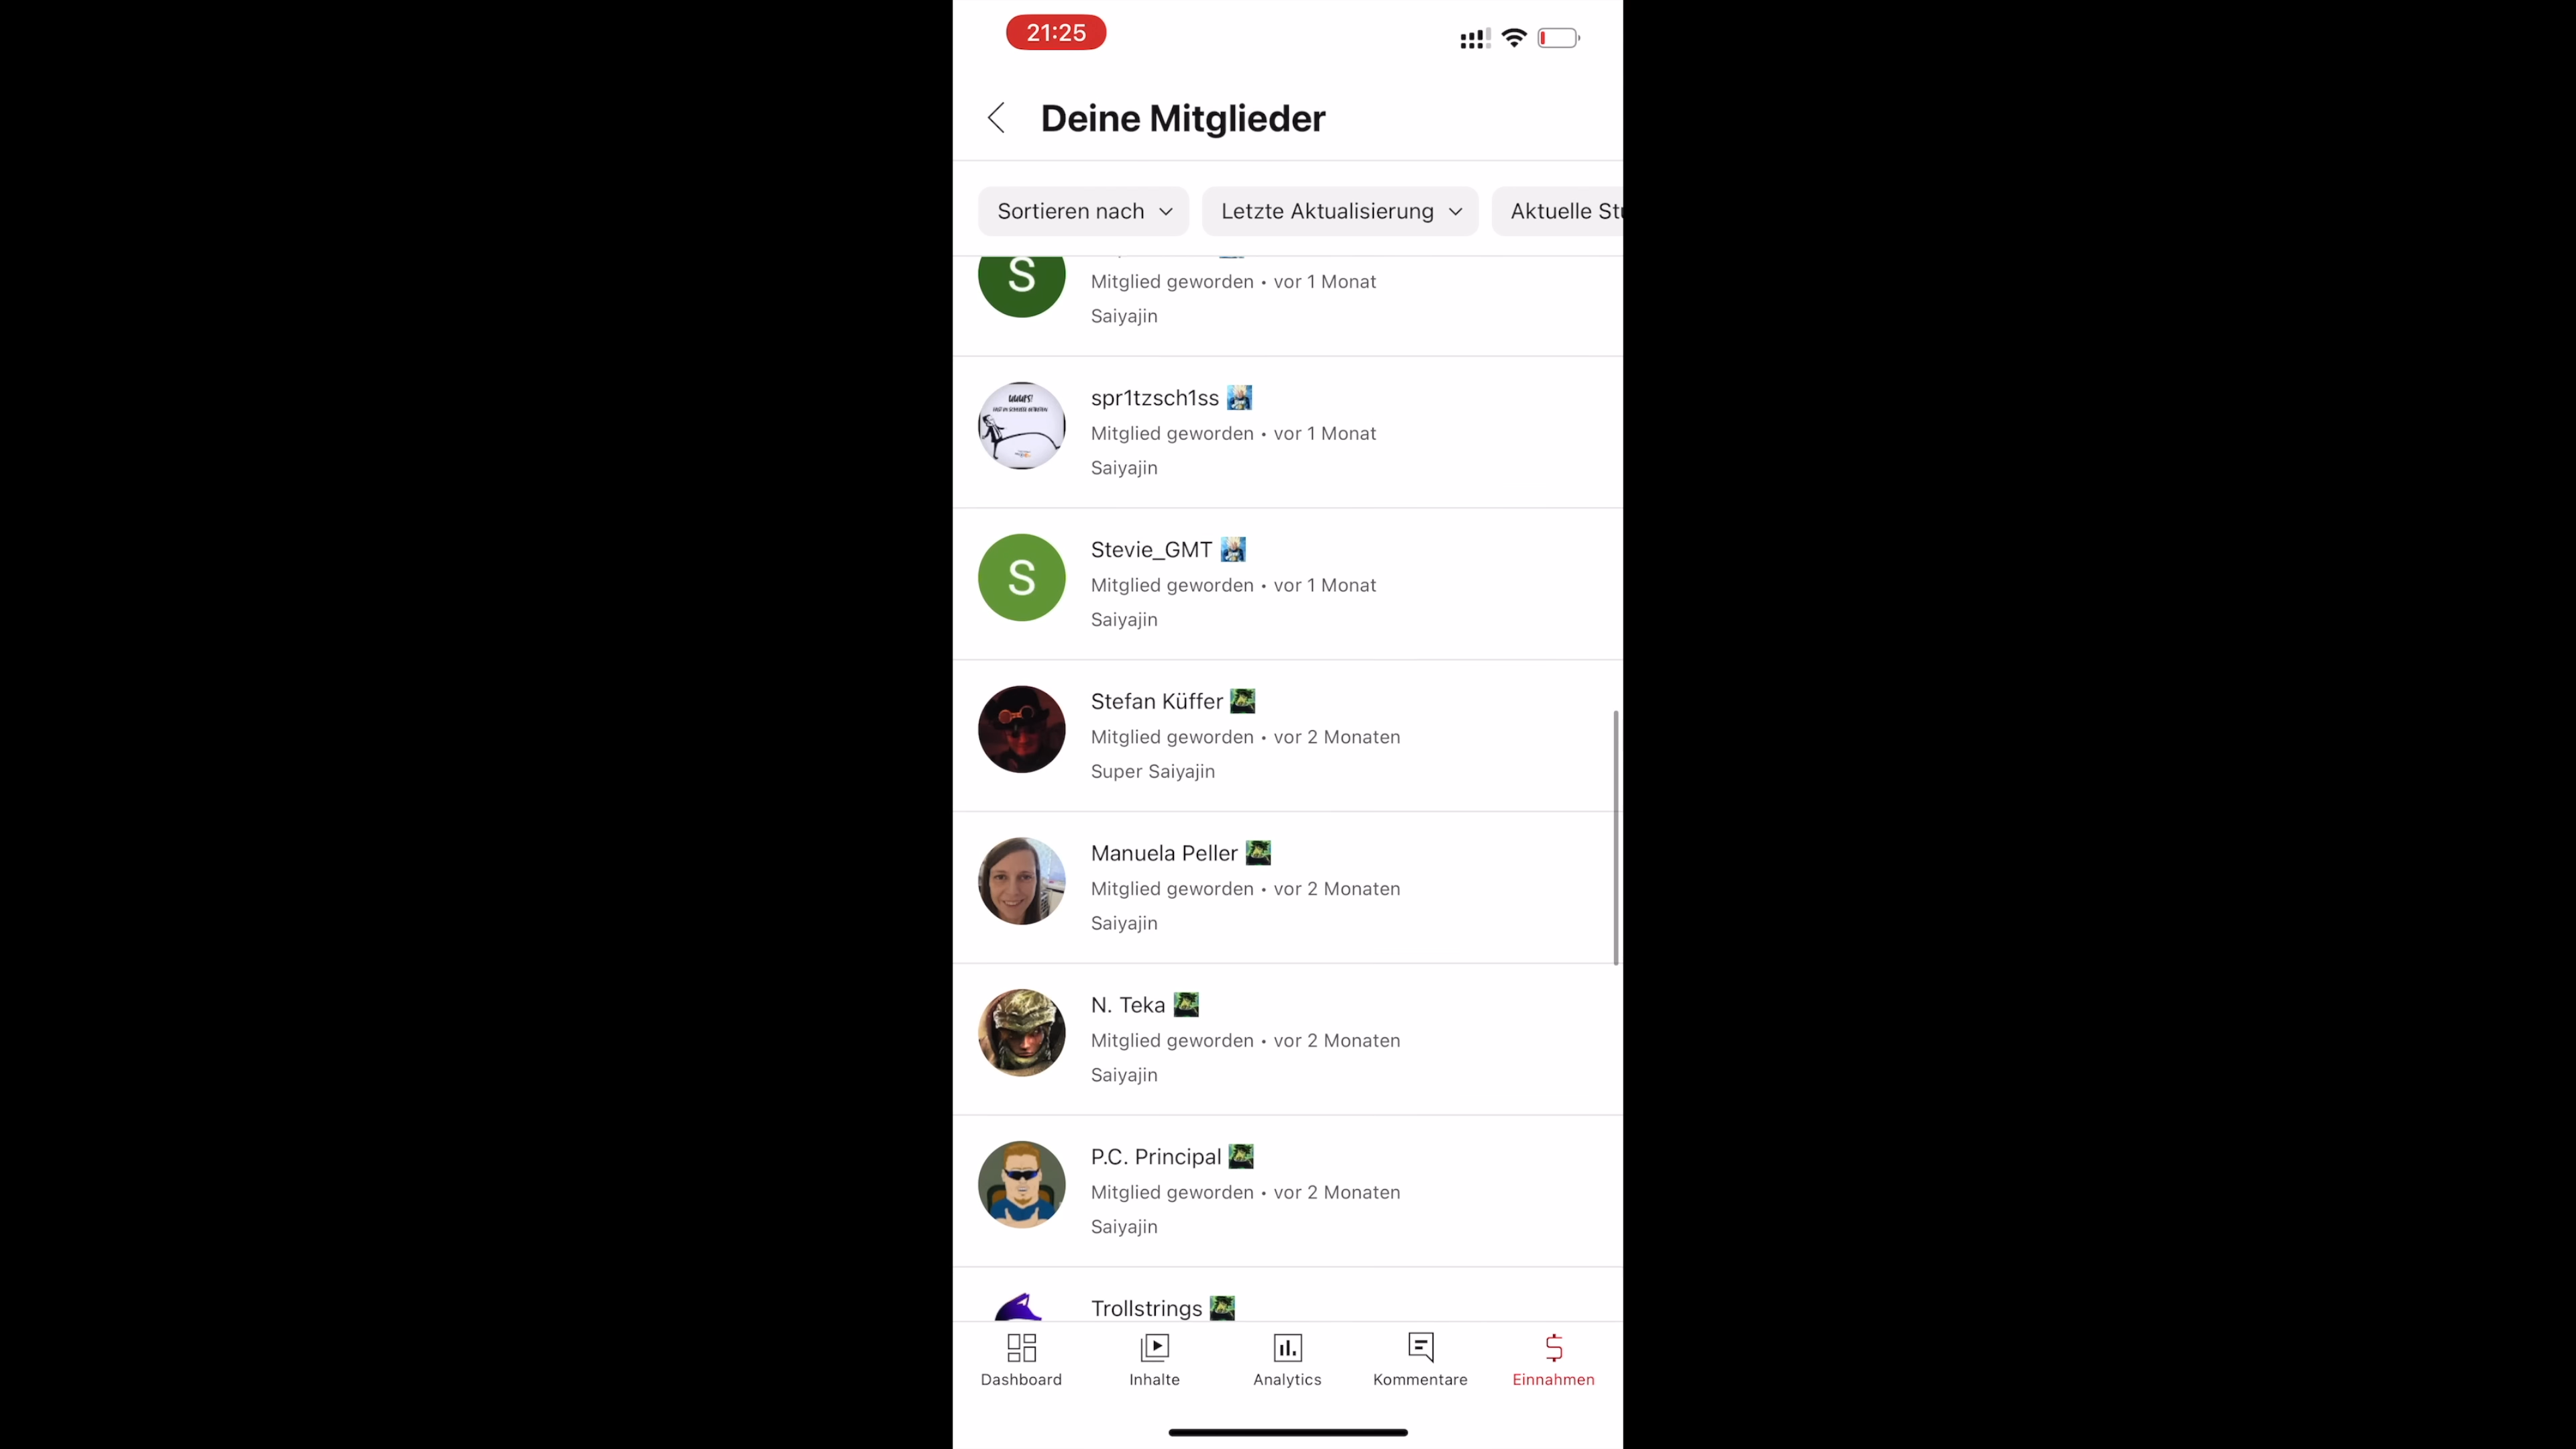 21:25
Deine Mitglieder
Sortieren nach
Letzte Aktualisierung
Aktuelle
S
Mitglied geworden • vor 1 Monat
Saiyajin
spr1tzsch1ss
Mitglied geworden • vor 1 Monat
Saiyajin
S
Stevie_GMT
Mitglied geworden • vor 1 Monat
Saiyajin
Stefan Küffer
Mitglied geworden • vor 2 Monaten
Super Saiyajin
Manuela Peller
Mitglied geworden • vor 2 Monaten
Saiyajin
N. Teka
Mitglied geworden • vor 2 Monaten
Saiyajin
P.C. Principal
Mitglied geworden • vor 2 Monaten
Saiyajin
Trollstrings
Dashboard
Inhalte
Analytics
Kommentare
Einnahmen